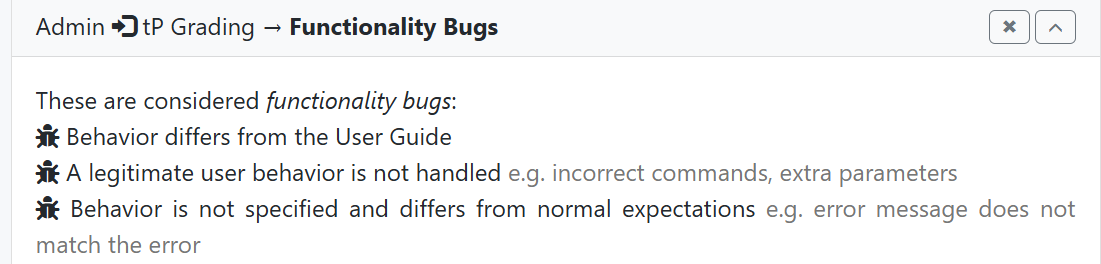 Admin tP Grading → Functionality Bugs
These are considered functionality bugs:
Behavior differs from the User Guide
A legitimate user behavior is not handled e.g. incorrect commands, extra parameters
Behavior is not specified and differs from normal expectations e.g. error message does not
match the error